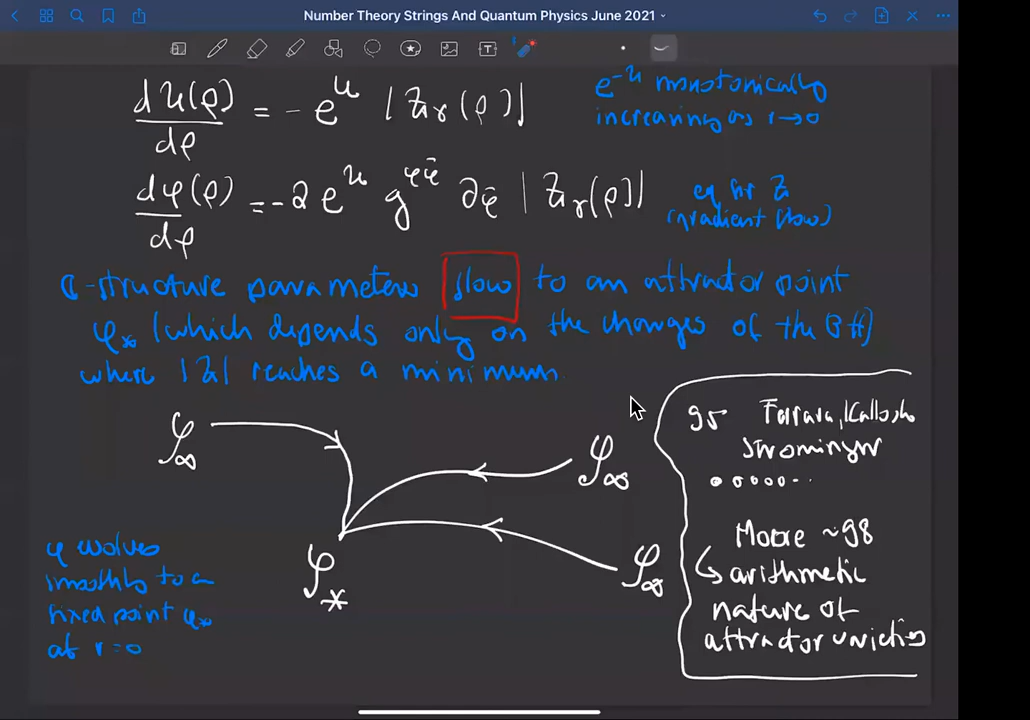 Number Theory Strings And Quantum Physics June 2021
dU(ρ)/dρ = - e^U |Z_γ(ρ)|
e^{-U} monotonically
increasing as r→0
dφ(ρ)/dρ = -2 e^U g^{φφ̄} ∂_φ̄ |Z_γ(ρ)|
eq for Z
(gradient flow)
ℂ-structure parameters flow to an attractor point
φ_* (which depends only on the charges of the BH)
where |Z| reaches a minimum.
95 Ferrara, Kallosh
Strominger
φ_∞
φ_∞
Moore ~98
φ_*
φ_∞
↳ arithmetic
nature of
attractor varieties
φ evolves
smoothly to a
fixed point φ_*
at r=0